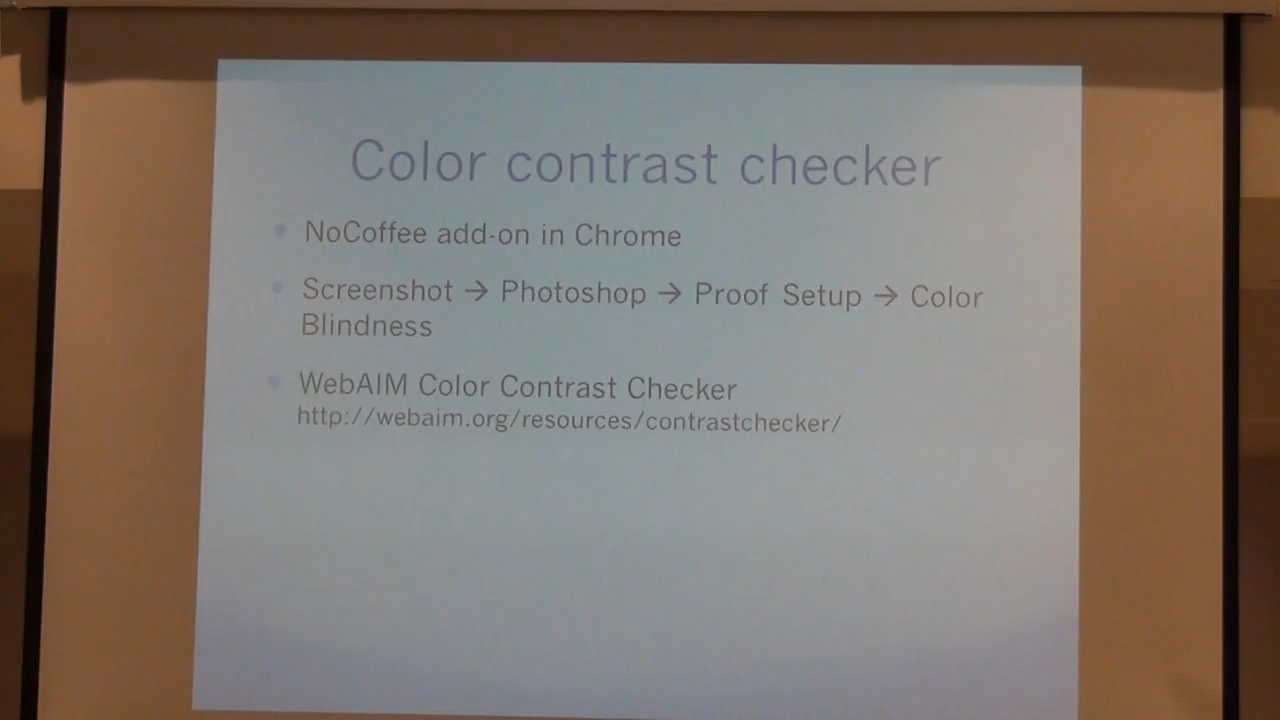 Color contrast checker
• NoCoffee add-on in Chrome
• Screenshot → Photoshop → Proof Setup → Color
Blindness
• WebAIM Color Contrast Checker
http://webaim.org/resources/contrastchecker/